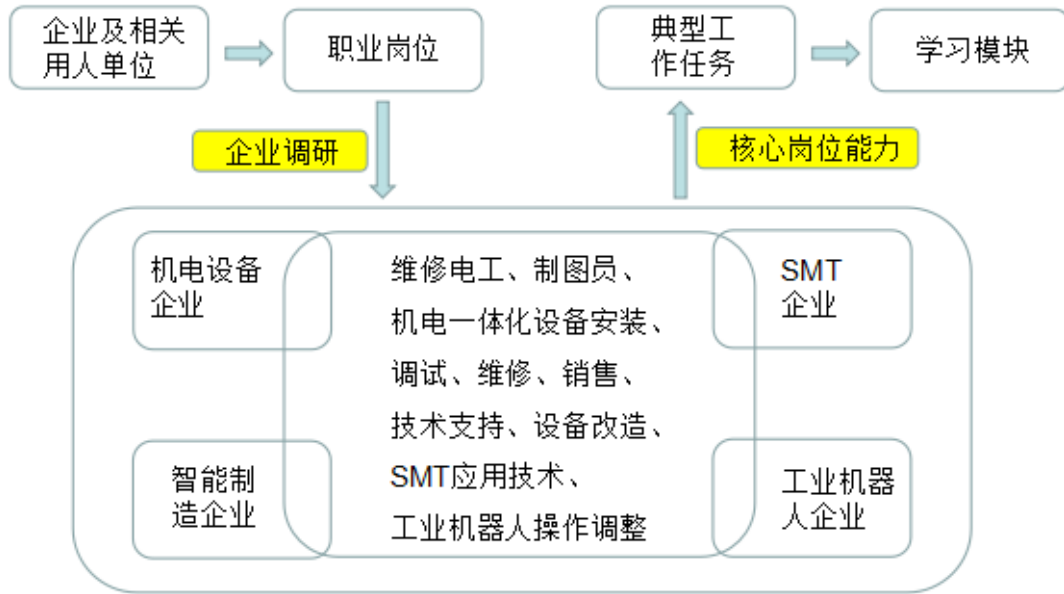 企业及相关
用人单位
职业岗位
典型工
作任务
学习模块
企业调研
核心岗位能力
机电设备
企业
维修电工、制图员、
机电一体化设备安装、
调试、维修、销售、
技术支持、设备改造、
SMT应用技术、
工业机器人操作调整
SMT
企业
智能制
造企业
工业机器
人企业